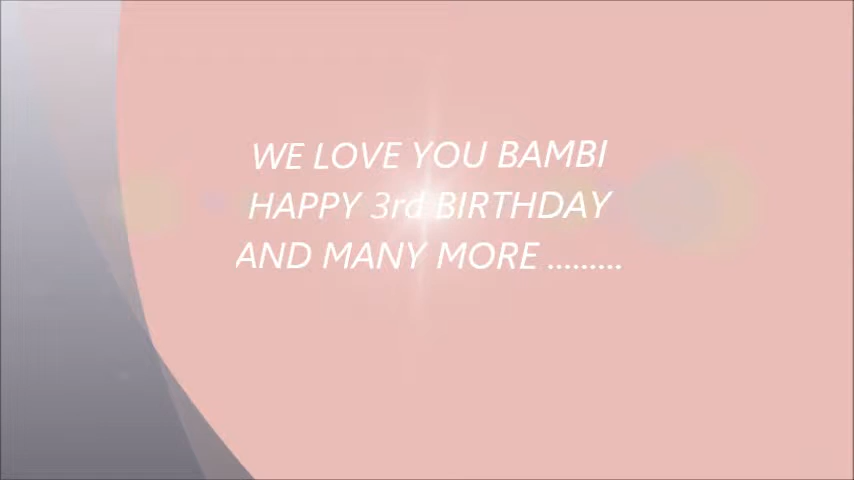 WE LOVE YOU BAMBI
HAPPY 3rd BIRTHDAY
AND MANY MORE .........